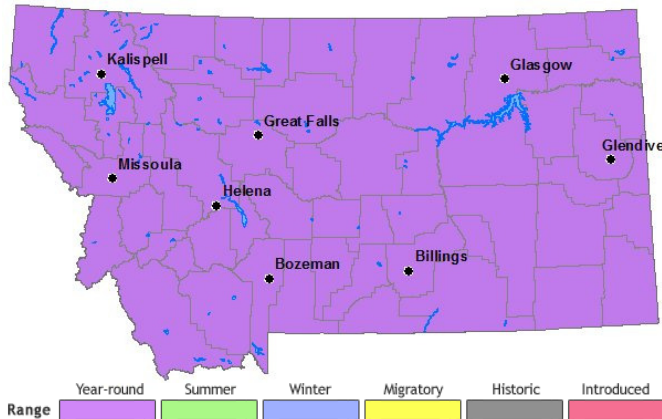 Kalispell
Glasgow
Great Falls
Glendive
Missoula
Helena
Bozeman
Billings
Year-round Summer Winter Migratory Historic Introduced
Range